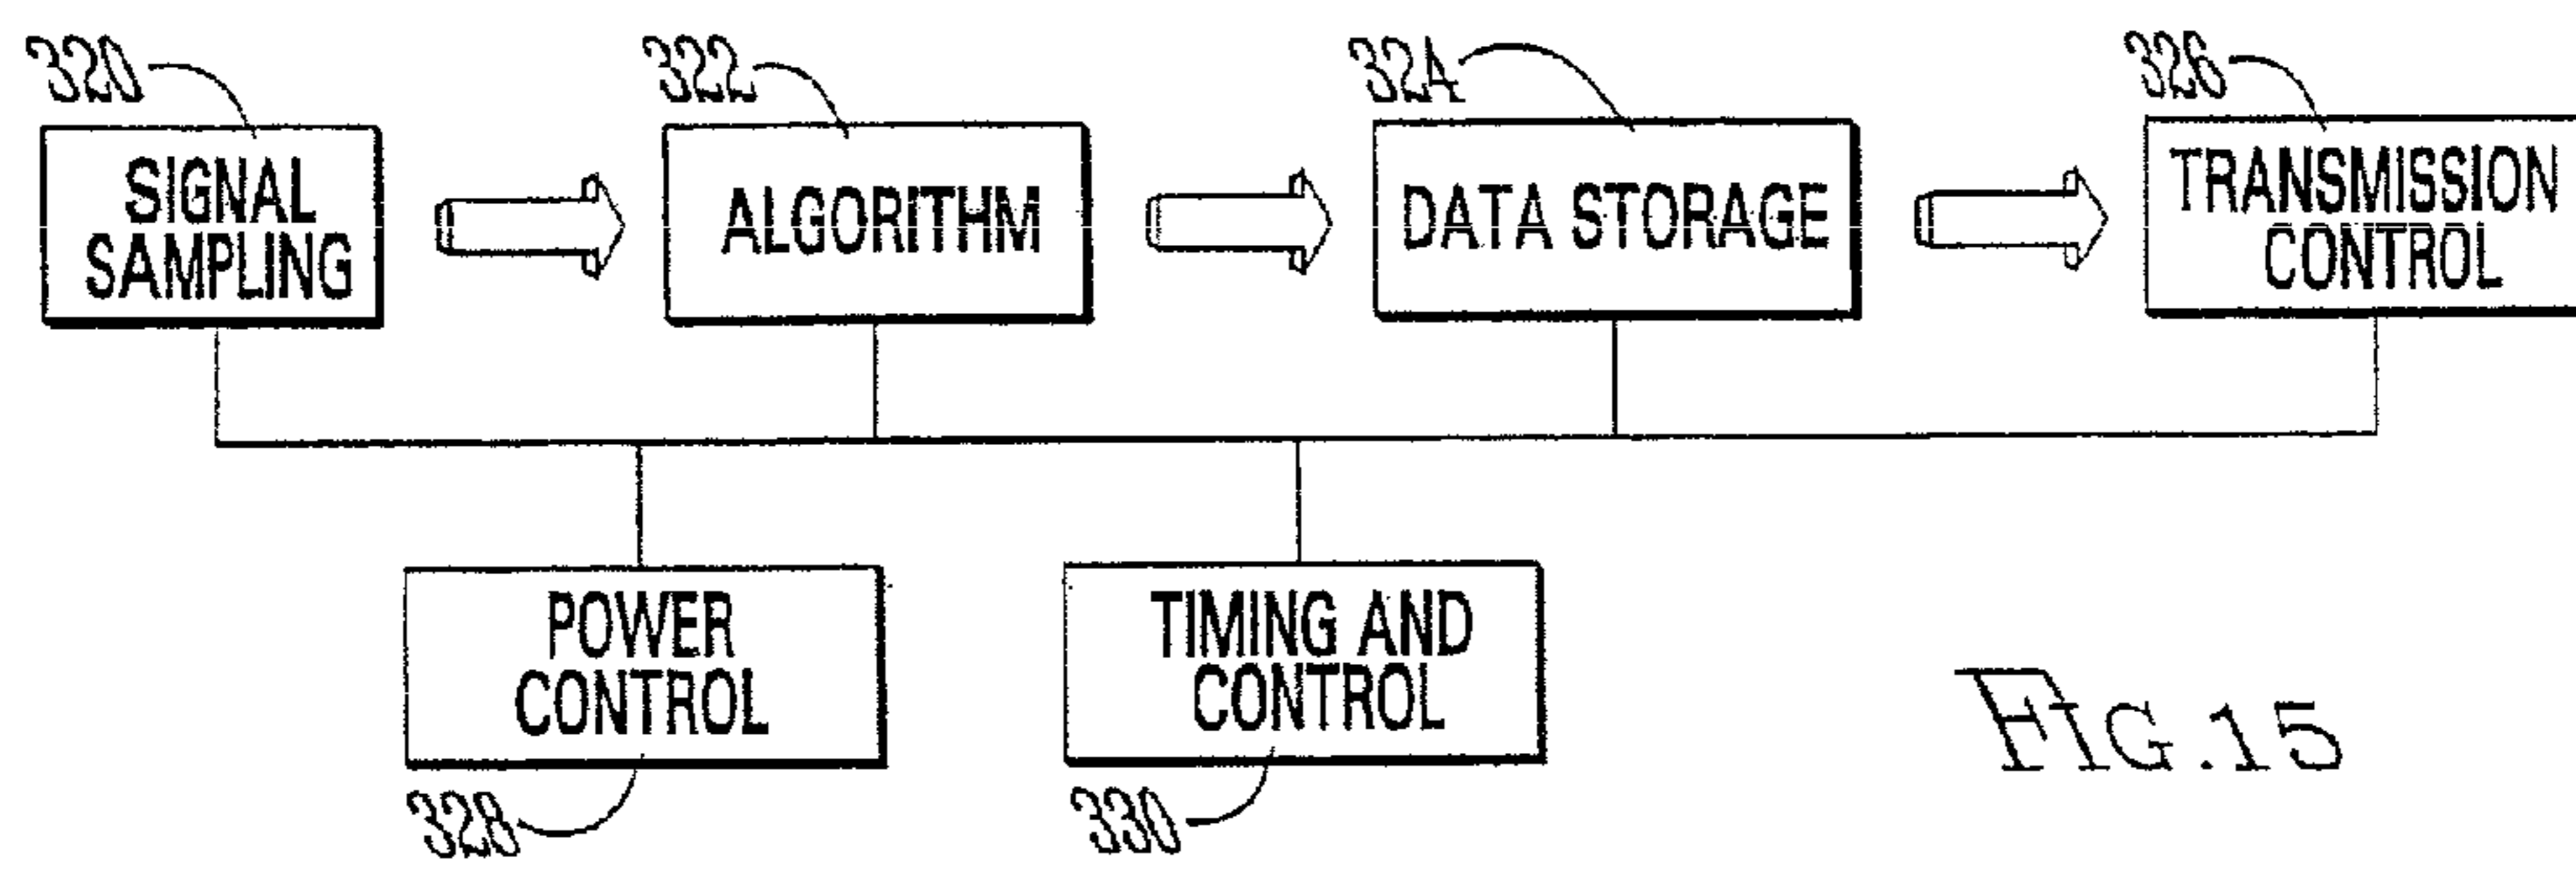 320
322
324
326
SIGNAL
SAMPLING
ALGORITHM
DATA STORAGE
TRANSMISSION
CONTROL
POWER
CONTROL
TIMING AND
CONTROL
328
330
FIG.15